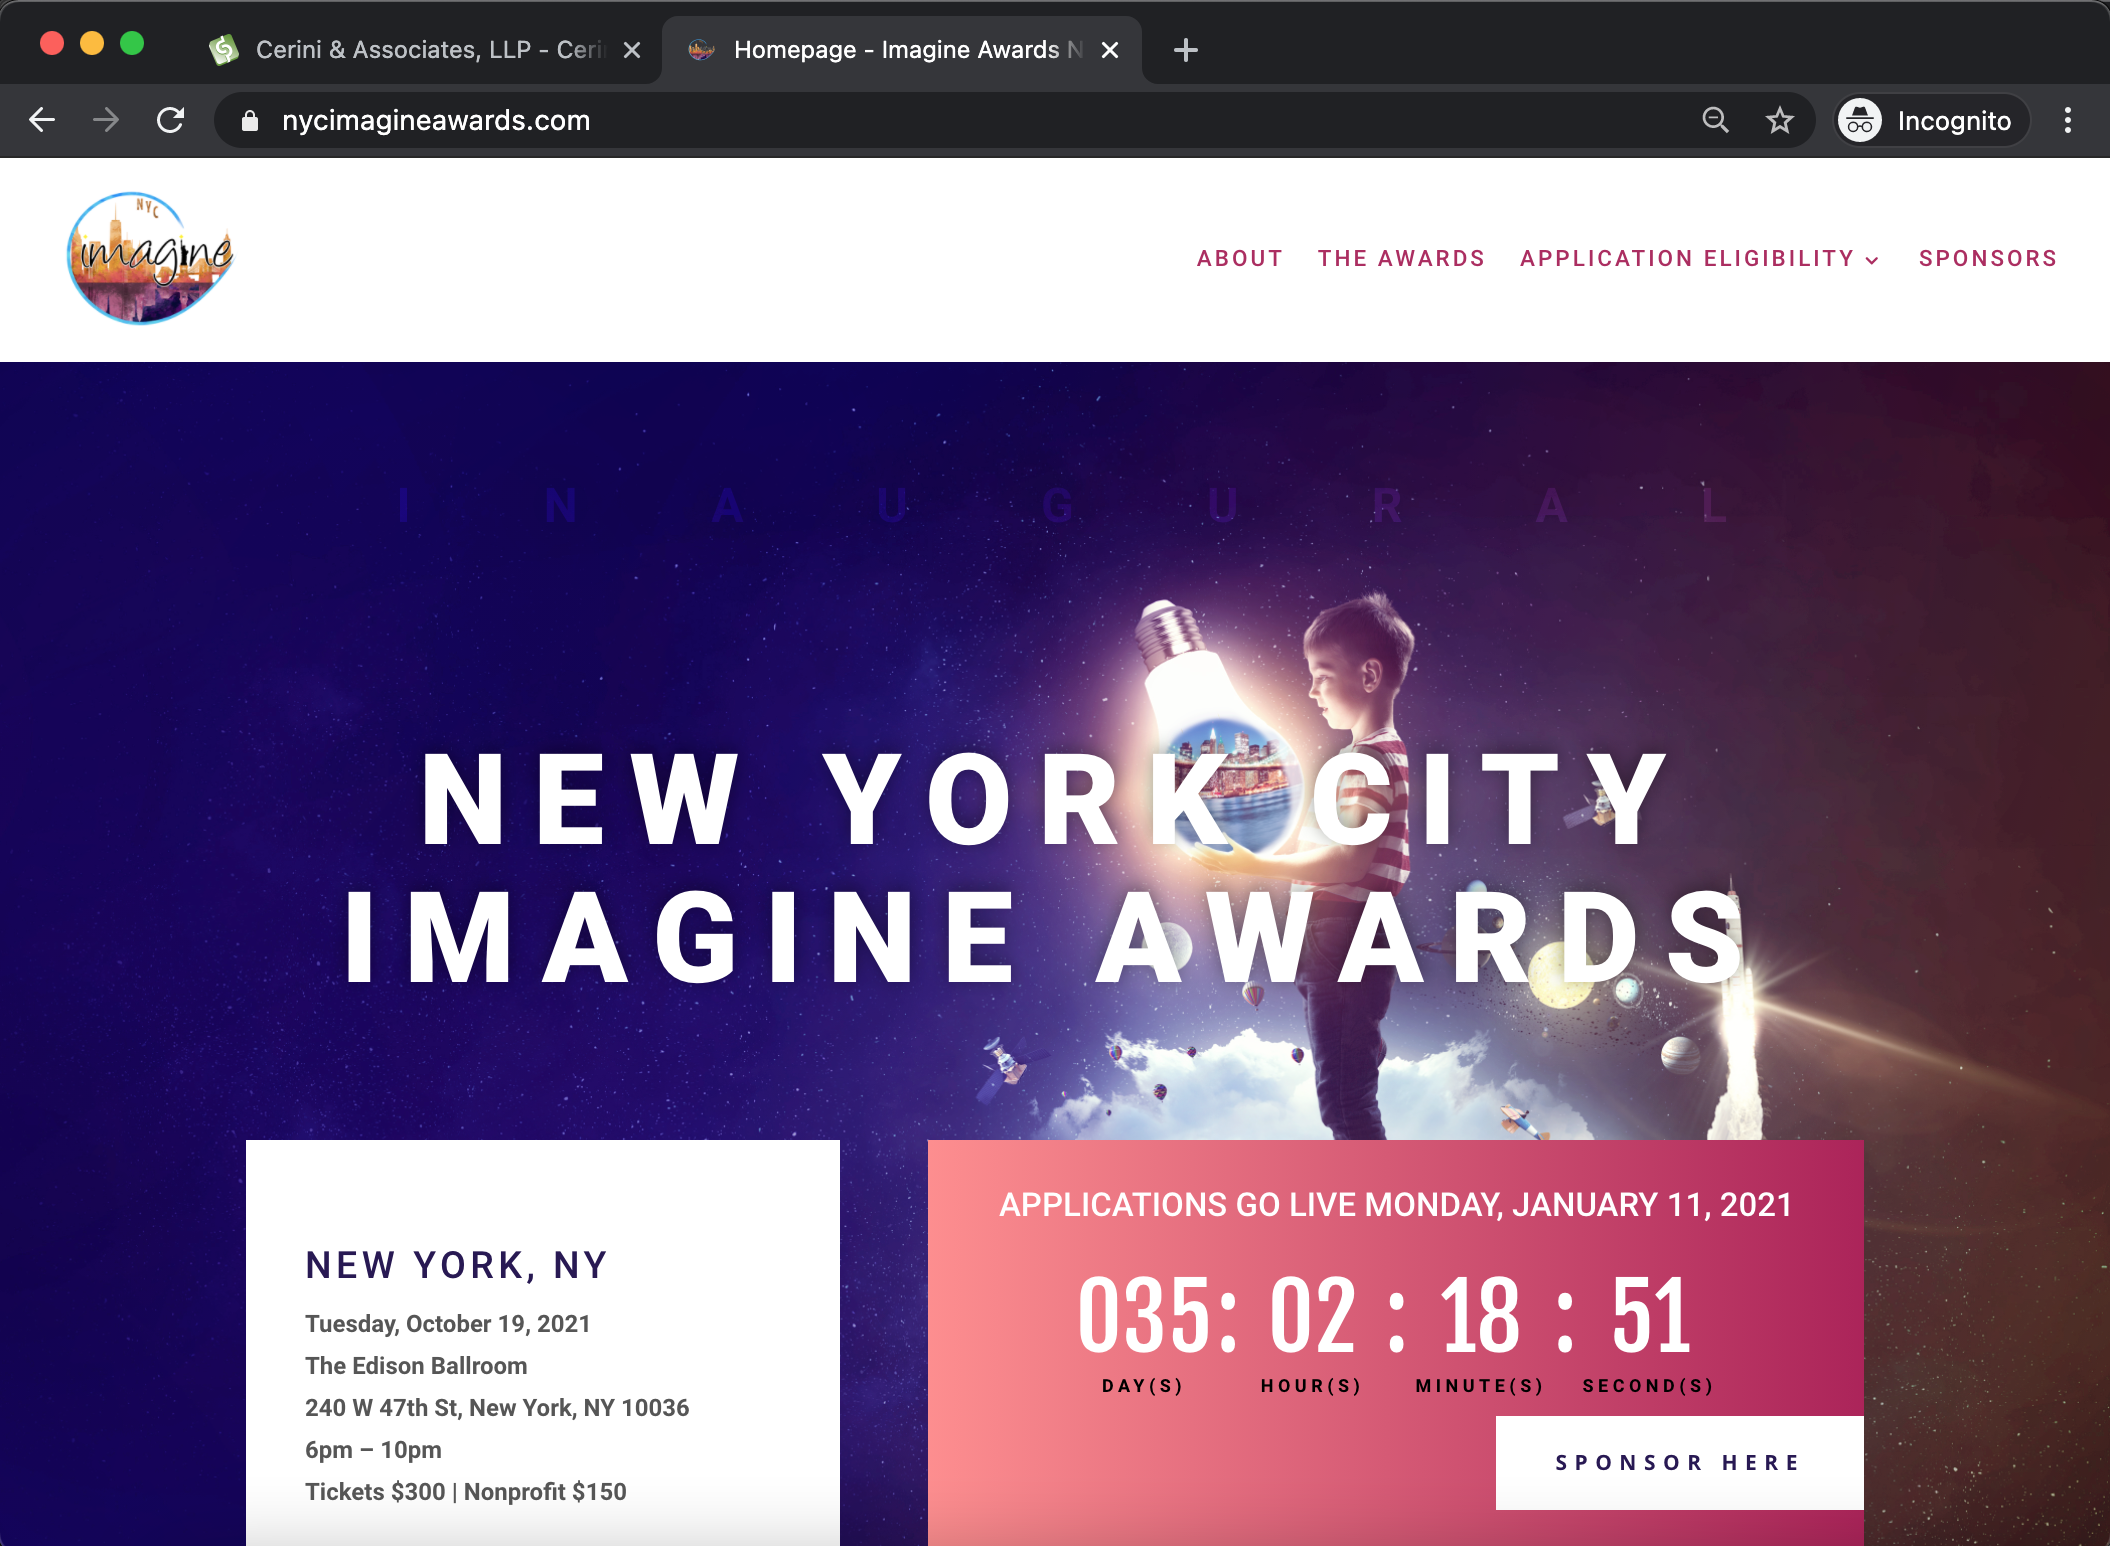 Cerini & Associates, LLP - Ceri
Homepage - Imagine Awards N
nycimagineawards.com
Incognito
NYC
imagine
ABOUT
THE AWARDS
APPLICATION ELIGIBILITY
SPONSORS
INAUGURAL
NEW YORK CITY
IMAGINE AWARDS
NEW YORK, NY
Tuesday, October 19, 2021
The Edison Ballroom
240 W 47th St, New York, NY 10036
6pm – 10pm
Tickets $300 | Nonprofit $150
APPLICATIONS GO LIVE MONDAY, JANUARY 11, 2021
035: 02 : 18 : 51
DAY(S) HOUR(S) MINUTE(S) SECOND(S)
SPONSOR HERE